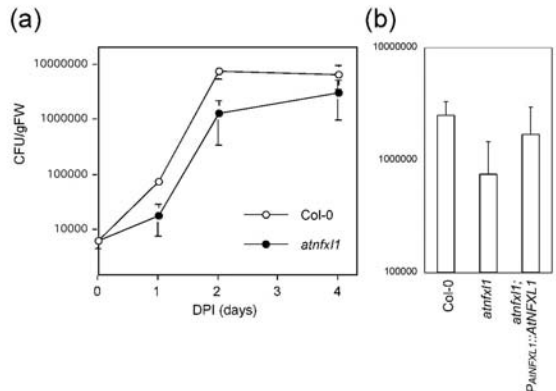 (a)
10000000
1000000
100000
10000
CFU/gFW
0
1
2
3
4
DPI (days)
Col-0
atnfxl1
(b)
10000000
1000000
100000
Col-0
atnfxl1
atnfxl1;
PAtNFXL1::AtNFXL1